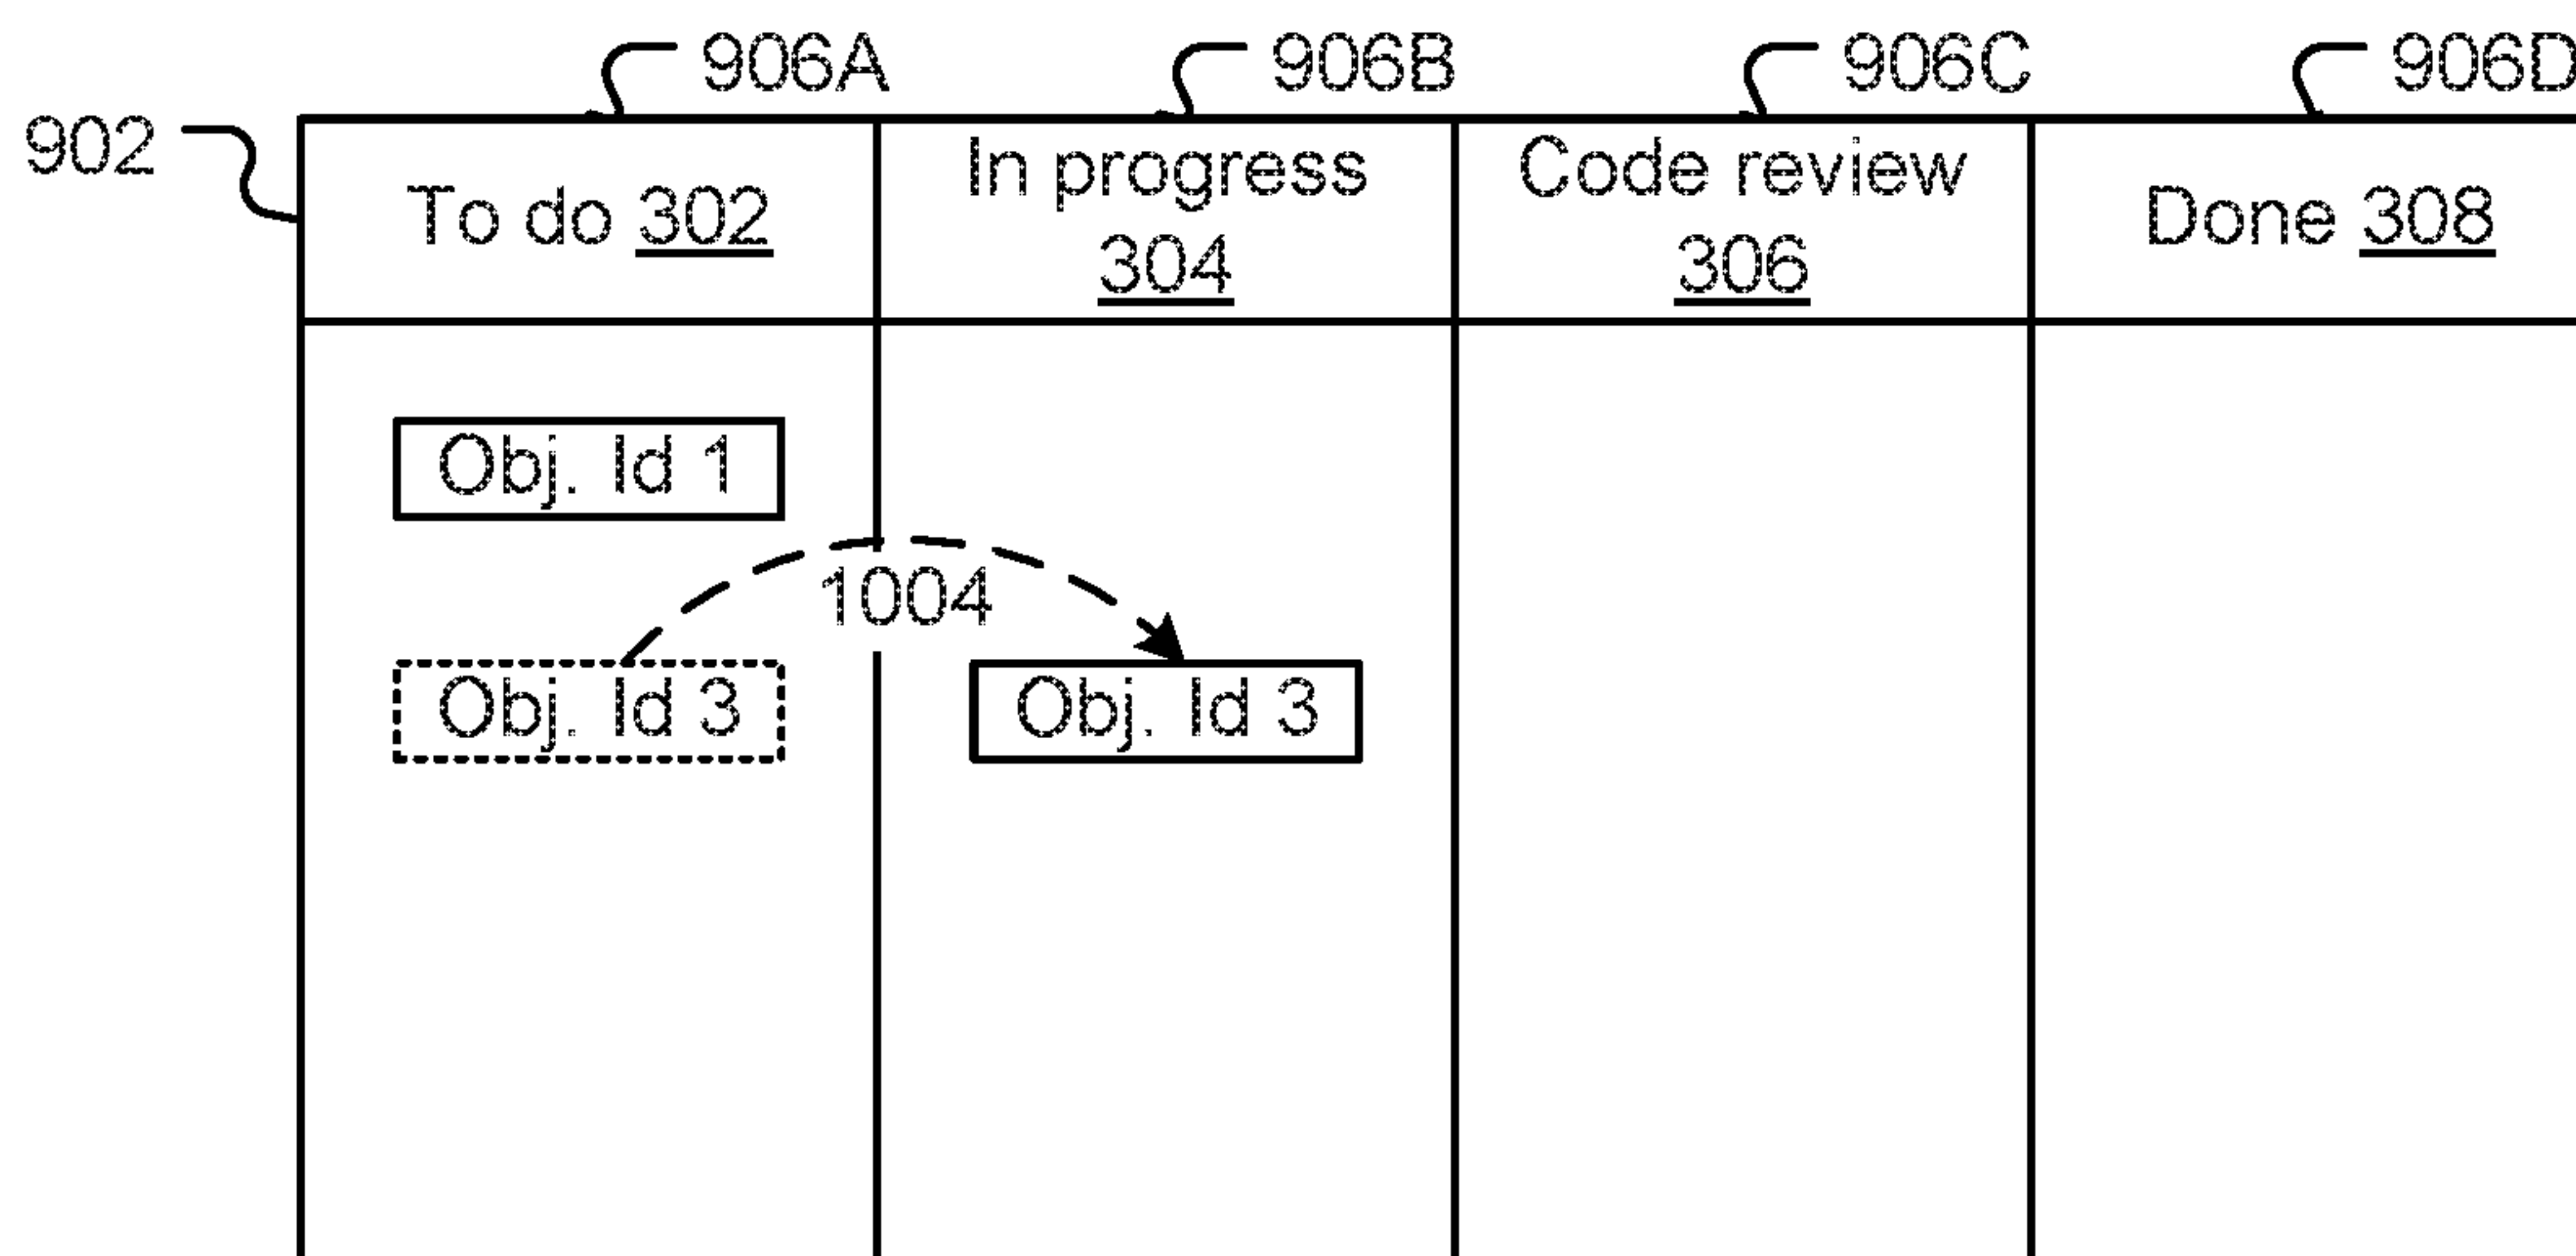 906A
906B
906C
906D
902
To do 302
In progress
304
Code review
306
Done 308
Obj. Id 1
1004
Obj. Id 3
Obj. Id 3